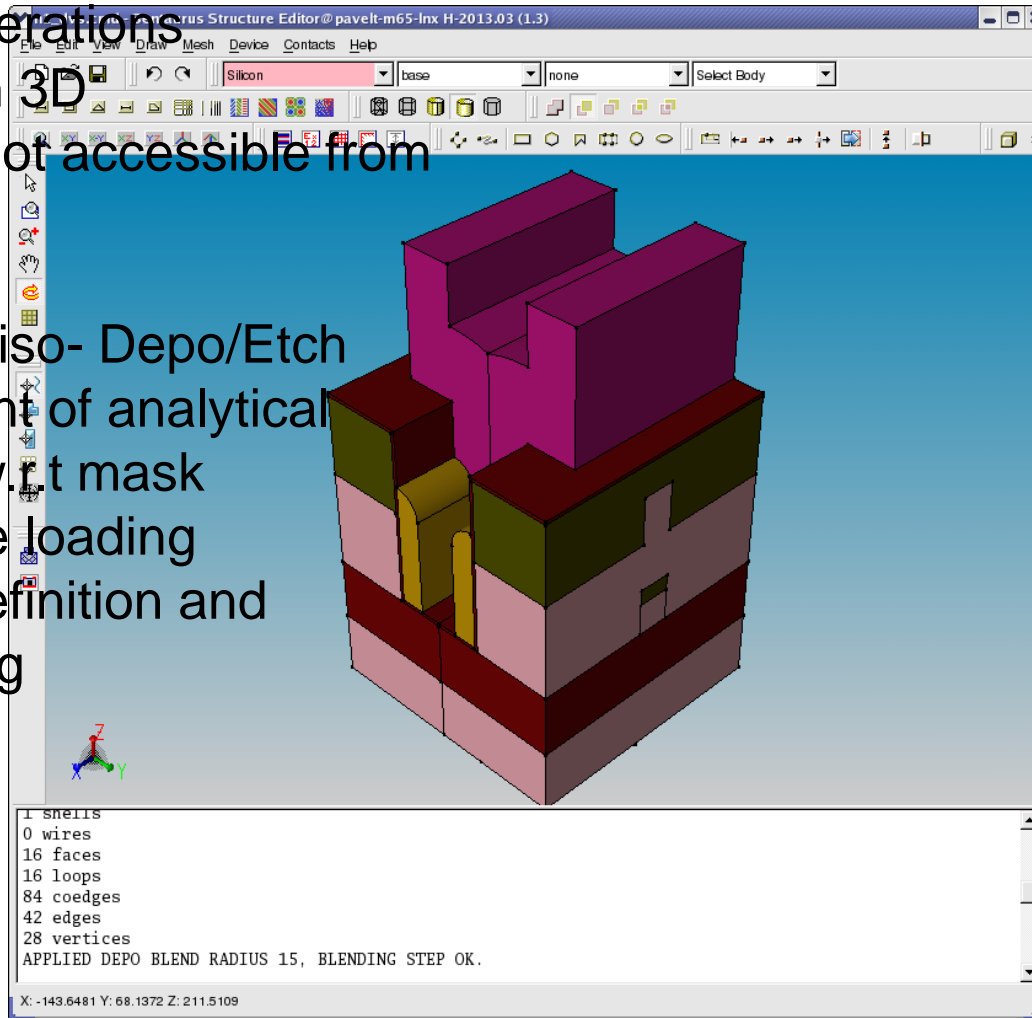 erations
Structure Editor@pavelt-m65-lnx H-2013.03 (1.3)
File Edit View Draw Mesh Device Contacts Help
3D
Silicon base none Select Body
ot accessible from
iso- Depo/Etch
nt of analytical
w.r.t mask
e loading
efinition and
g
Z
X Y
1 shells
0 wires
16 faces
16 loops
84 coedges
42 edges
28 vertices
APPLIED DEPO BLEND RADIUS 15, BLENDING STEP OK.
X: -143.6481 Y: 68.1372 Z: 211.5109